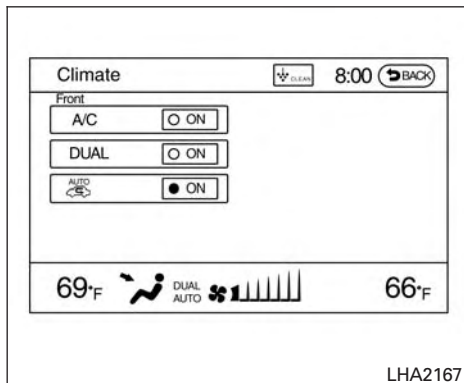 Climate CLEAN 8:00 BACK
Front
A/C ON
DUAL ON
AUTO ON
69°F DUAL AUTO 66°F
LHA2167